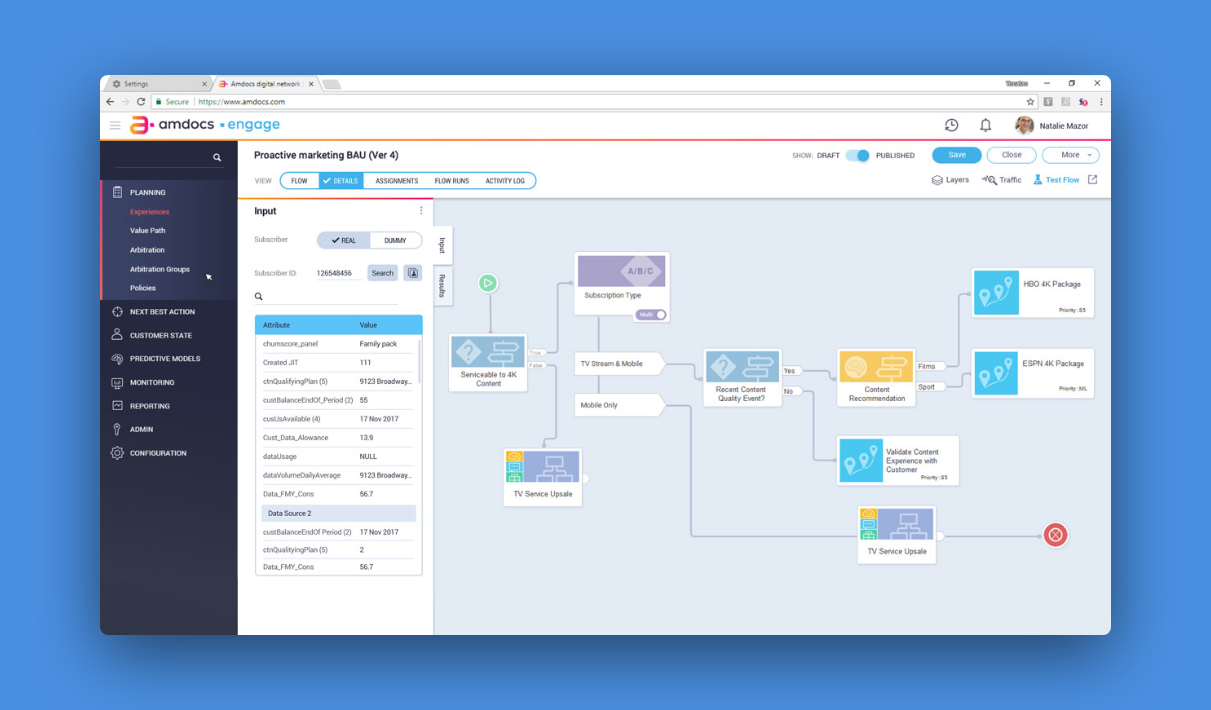 Settings
Amdocs digital network
Secure
https://www.amdocs.com
amdocs • engage
Natalie Mazor
Proactive marketing BAU (Ver 4)
SHOW: DRAFT
PUBLISHED
Save
Close
More
VIEW
FLOW
DETAILS
ASSIGNMENTS
FLOW RUNS
ACTIVITY LOG
Layers
Traffic
Test Flow
PLANNING
Experiences
Value Path
Arbitration
Arbitration Groups
Policies
NEXT BEST ACTION
CUSTOMER STATE
PREDICTIVE MODELS
MONITORING
REPORTING
ADMIN
CONFIGURATION
Input
Subscriber:
REAL
DUMMY
Subscriber ID:
126548456
Search
Attribute Value
churnscore_panel Family pack
Created JIT 111
ctnQualifyingPlan (5) 9123 Broadway...
custBalanceEndOf_Period (2) 55
cusUsAvailable (4) 17 Nov 2017
Cust_Data_Alowance 13.9
dataUsage NULL
dataVolumeDailyAverage 9123 Broadway...
Data_FMY_Cons 56.7
Data Source 2
custBalanceEndOf Period (2) 17 Nov 2017
ctnQualityingPlan (5) 2
Data_FMY_Cons 56.7
Input
Results
A/B/C
Subscription Type
Multi
Serviceable to 4K
Content
True
False
TV Stream & Mobile
Mobile Only
TV Service Upsale
Recent Content
Quality Event?
Yes
No
Content
Recommendation
Films
Sport
HBO 4K Package
Priority : 85
ESPN 4K Package
Priority : ML
Validate Content
Experience with
Customer
Priority : 85
TV Service Upsale